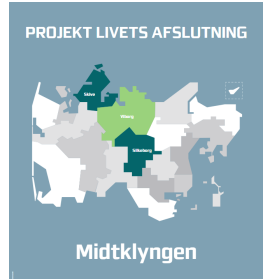 PROJEKT LIVETS AFSLUTNING
Skive
Viborg
Silkeborg
Midtklyngen